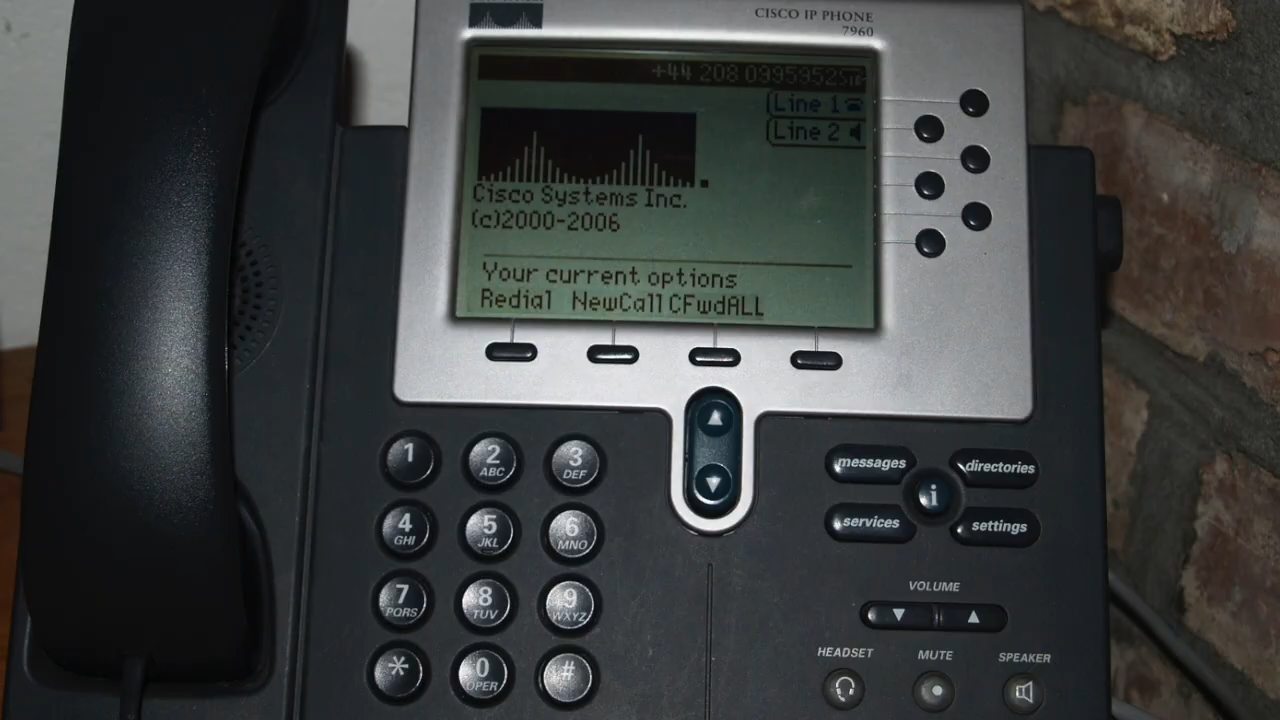 CISCO IP PHONE
7960
+44 208 0995952
Line 1
Line 2
Cisco Systems Inc.
(c)2000-2006
Your current options
Redial NewCall CFwdALL
1 2 ABC 3 DEF
4 GHI 5 JKL 6 MNO
7 PQRS 8 TUV 9 WXYZ
* 0 OPER #
messages directories
i
services settings
VOLUME
HEADSET MUTE SPEAKER